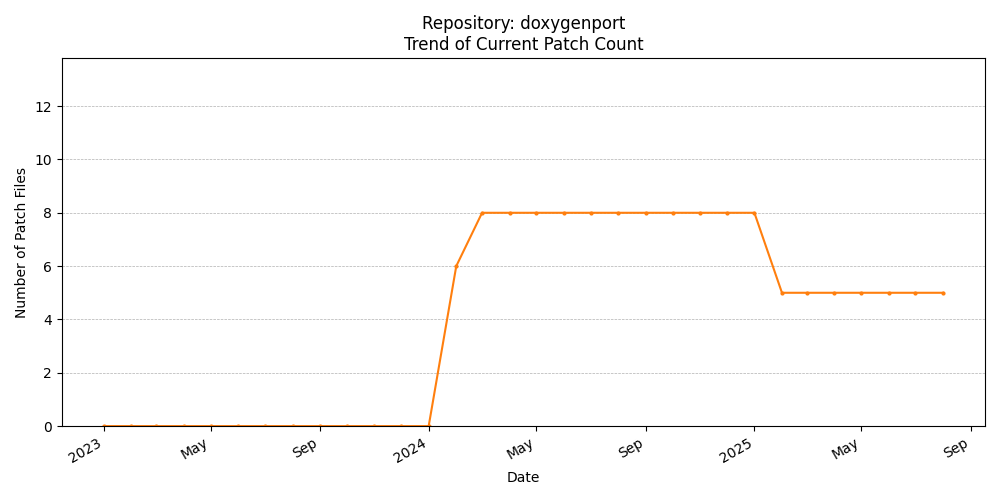 Repository: doxygenport
Trend of Current Patch Count
Number of Patch Files
12
10
8
6
4
2
0
2023
May
Sep
2024
May
Sep
2025
May
Sep
Date